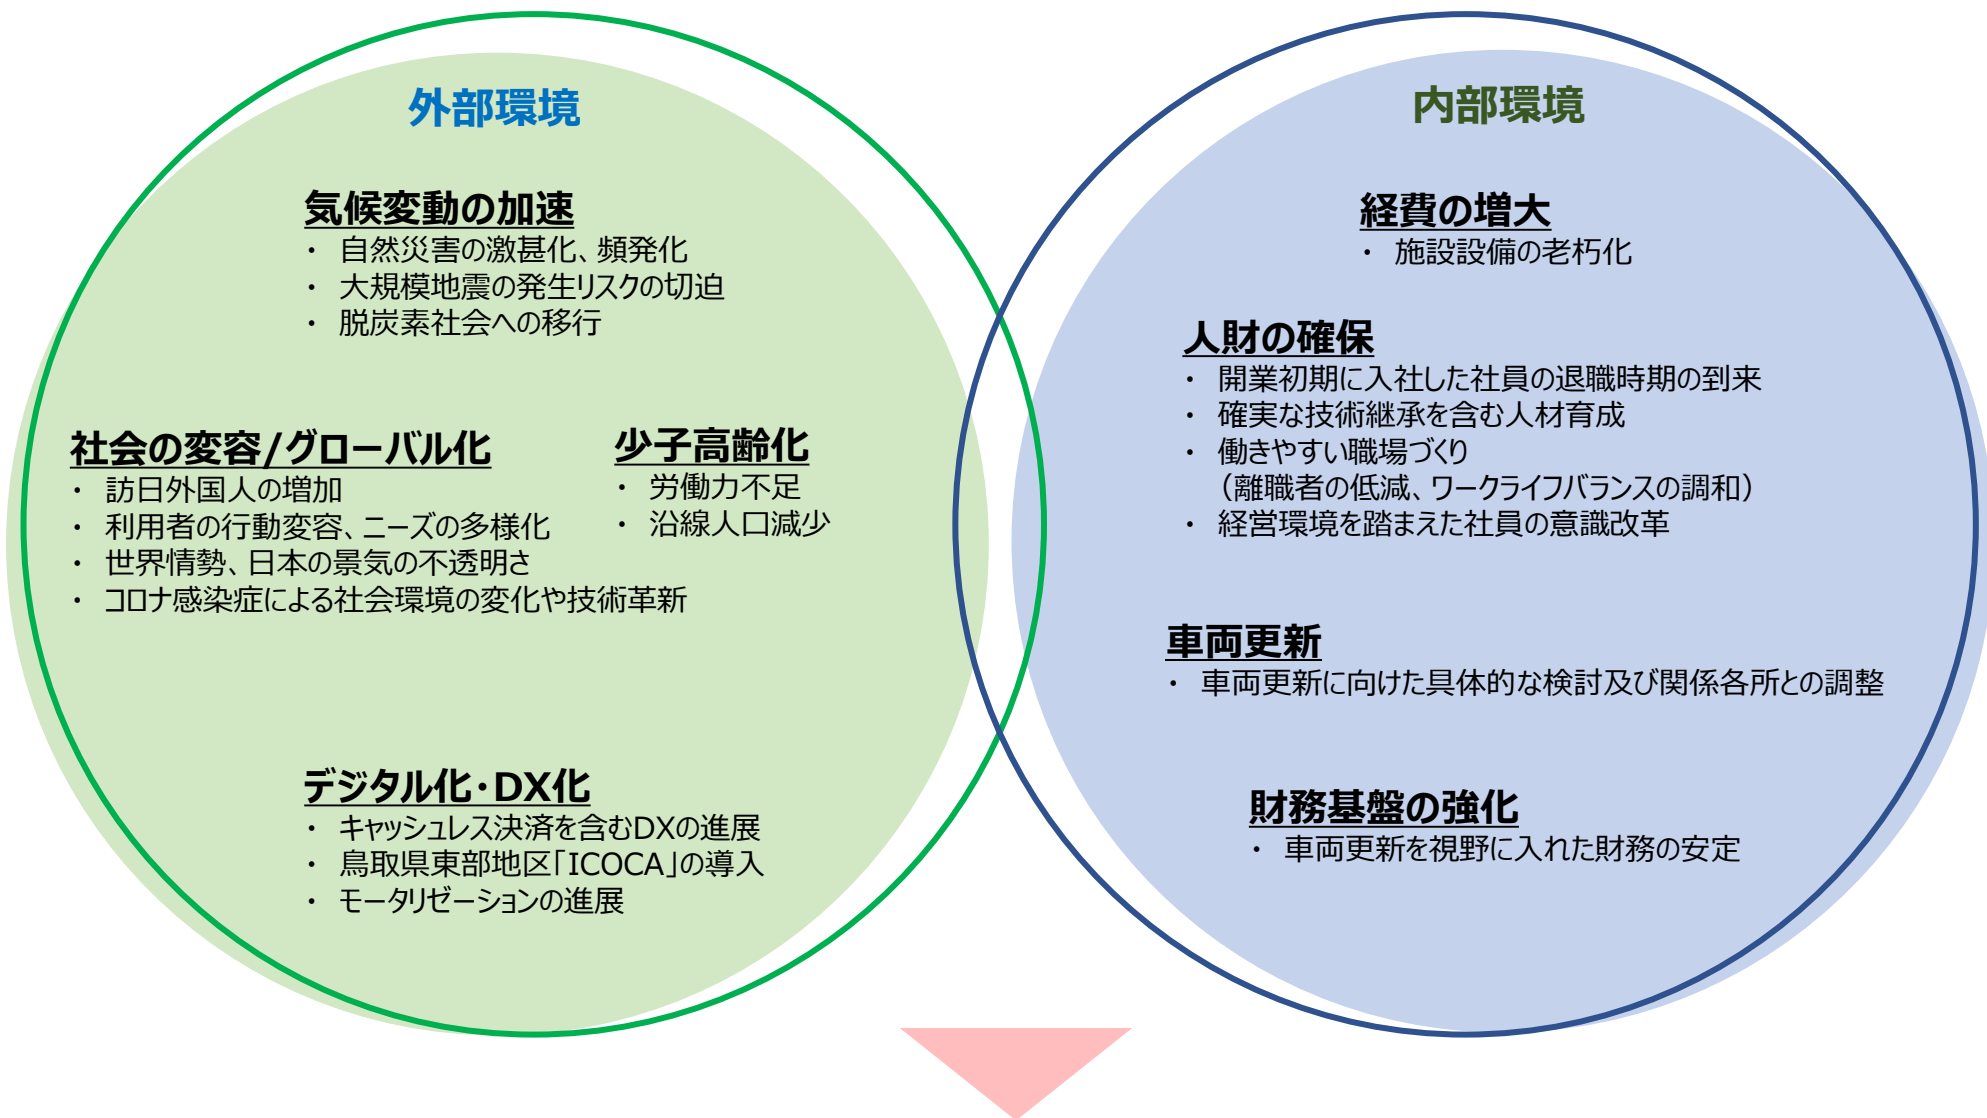 外部環境
気候変動の加速
・ 自然災害の激甚化、頻発化
・ 大規模地震の発生リスクの切迫
・ 脱炭素社会への移行
社会の変容/グローバル化
・ 訪日外国人の増加
・ 利用者の行動変容、ニーズの多様化
・ 世界情勢、日本の景気の不透明さ
・ コロナ感染症による社会環境の変化や技術革新
少子高齢化
・ 労働力不足
・ 沿線人口減少
デジタル化・DX化
・ キャッシュレス決済を含むDXの進展
・ 鳥取県東部地区「ICOCA」の導入
・ モータリゼーションの進展
内部環境
経費の増大
・ 施設設備の老朽化
人財の確保
・ 開業初期に入社した社員の退職時期の到来
・ 確実な技術継承を含む人材育成
・ 働きやすい職場づくり
（離職者の低減、ワークライフバランスの調和）
・ 経営環境を踏まえた社員の意識改革
車両更新
・ 車両更新に向けた具体的な検討及び関係各所との調整
財務基盤の強化
・ 車両更新を視野に入れた財務の安定